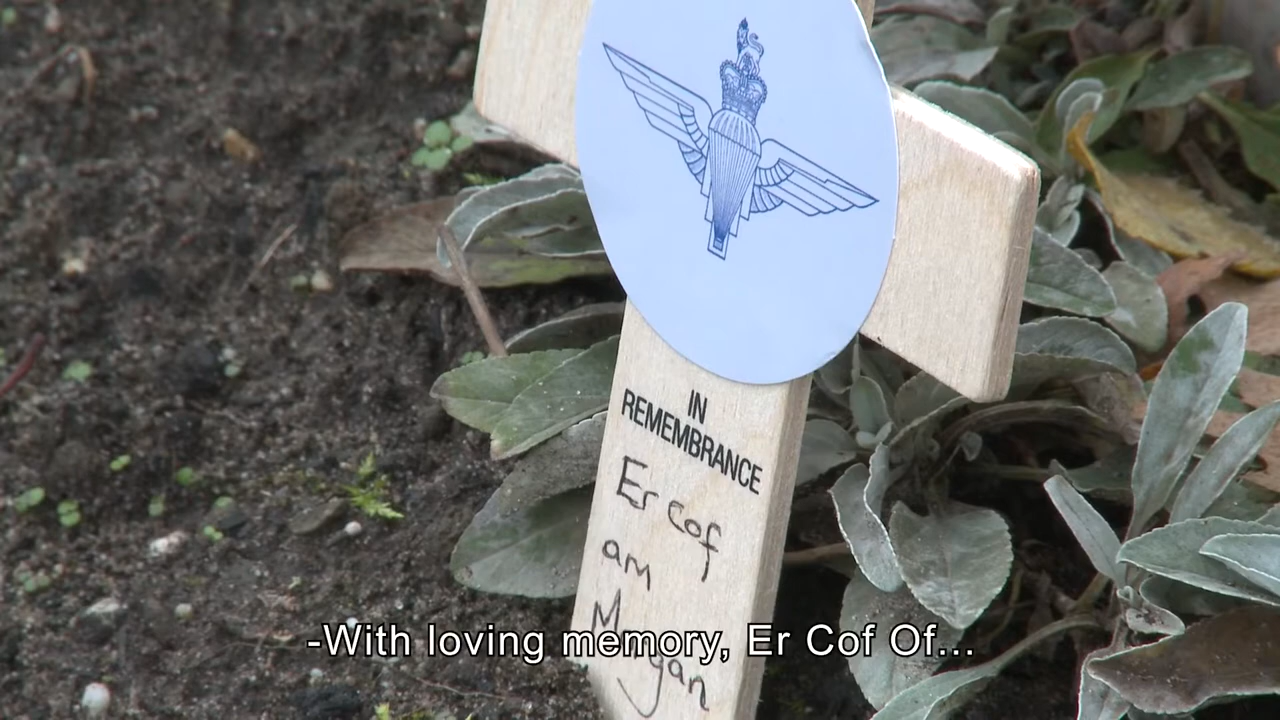 IN
REMEMBRANCE
Er cof
am
-With loving memory, Er Cof Of...